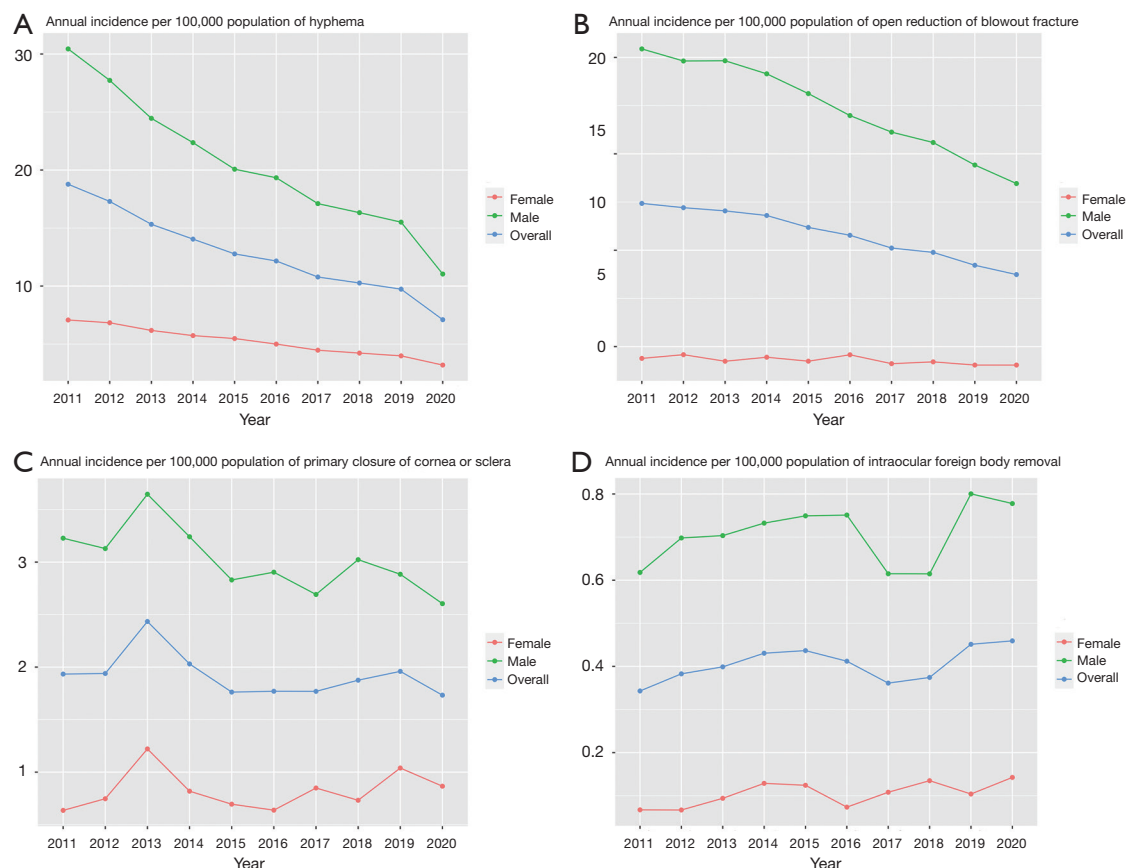 A Annual incidence per 100,000 population of hyphema
30
20
10
2011 2012 2013 2014 2015 2016 2017 2018 2019 2020
Year
Female
Male
Overall
B Annual incidence per 100,000 population of open reduction of blowout fracture
20
15
10
5
0
2011 2012 2013 2014 2015 2016 2017 2018 2019 2020
Year
Female
Male
Overall
C Annual incidence per 100,000 population of primary closure of cornea or sclera
3
2
1
2011 2012 2013 2014 2015 2016 2017 2018 2019 2020
Year
Female
Male
Overall
D Annual incidence per 100,000 population of intraocular foreign body removal
0.8
0.6
0.4
0.2
2011 2012 2013 2014 2015 2016 2017 2018 2019 2020
Year
Female
Male
Overall